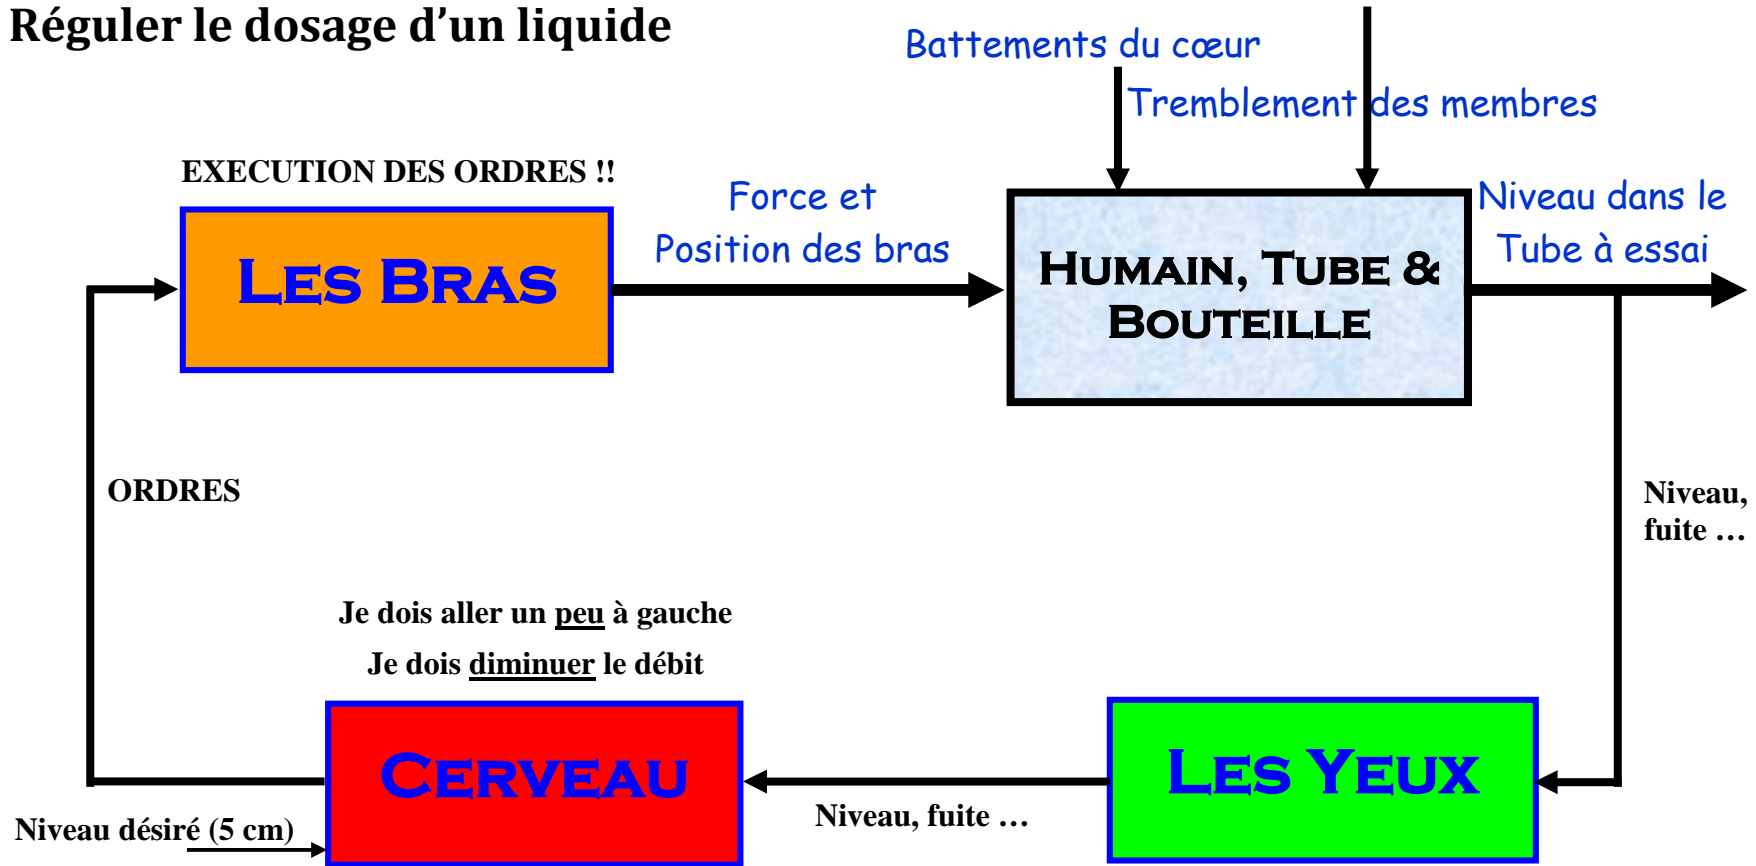 Réguler le dosage d’un liquide
Battements du cœur
Tremblement des membres
EXECUTION DES ORDRES !!
Force et
Position des bras
Niveau dans le
Tube à essai
LES BRAS
HUMAIN, TUBE &
BOUTEILLE
ORDRES
Niveau,
fuite …
Je dois aller un peu à gauche
Je dois diminuer le débit
CERVEAU
LES YEUX
Niveau, fuite …
Niveau désiré (5 cm)